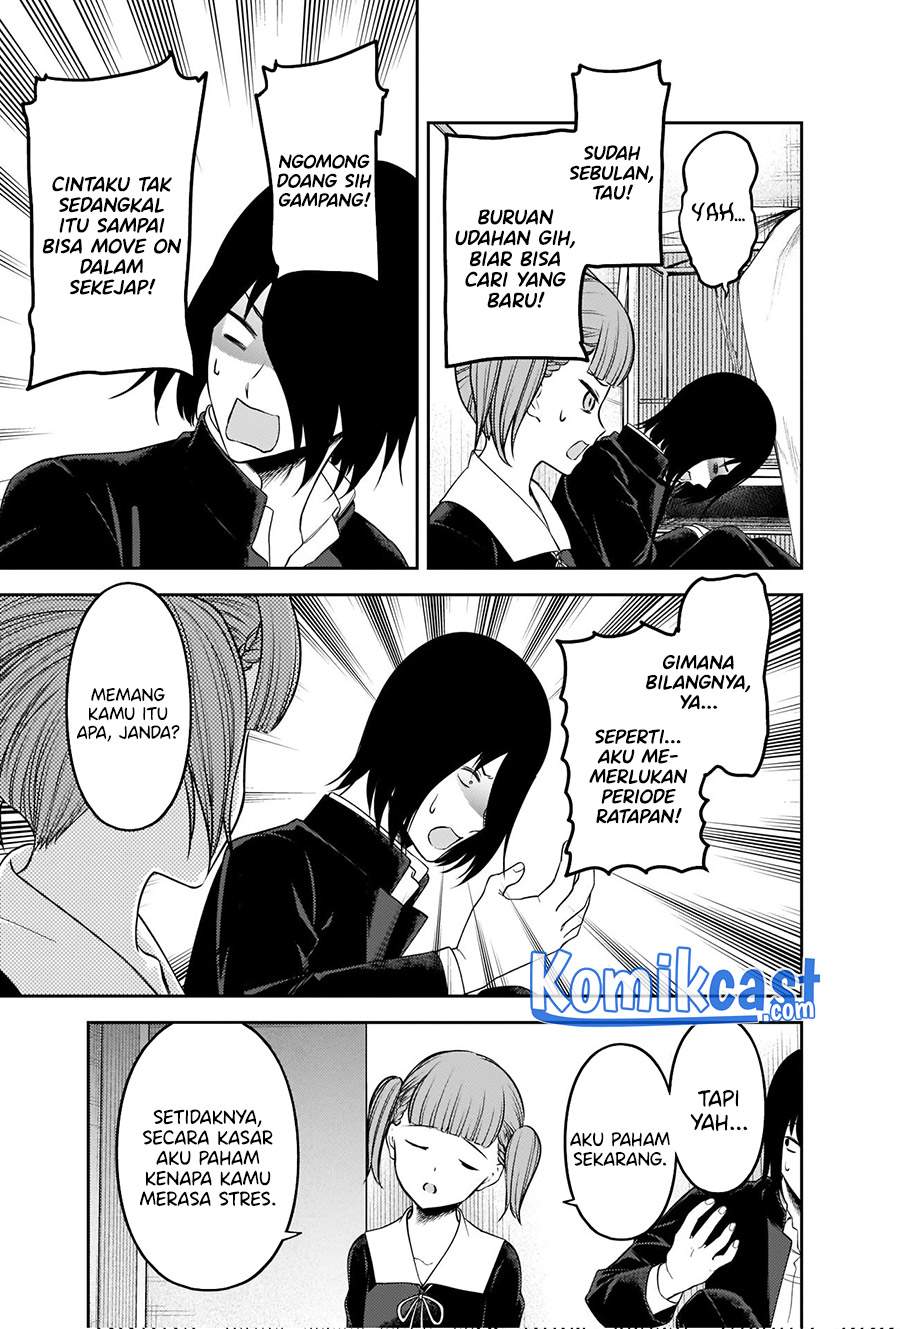 YAH...
SUDAH
SEBULAN,
TAU!
BURUAN
UDAHAN GIH,
BIAR BISA
CARI YANG
BARU!
NGOMONG
DOANG SIH
GAMPANG!
CINTAKU TAK
SEDANGKAL
ITU SAMPAI
BISA MOVE ON
DALAM
SEKEJAP!
GIMANA
BILANGNYA,
YA...
SEPERTI...
AKU ME-
MERLUKAN
PERIODE
RATAPAN!
MEMANG
KAMU ITU
APA, JANDA?
Komikcast
.com
TAPI
YAH...
AKU PAHAM
SEKARANG.
SETIDAKNYA,
SECARA KASAR
AKU PAHAM
KENAPA KAMU
MERASA STRES.